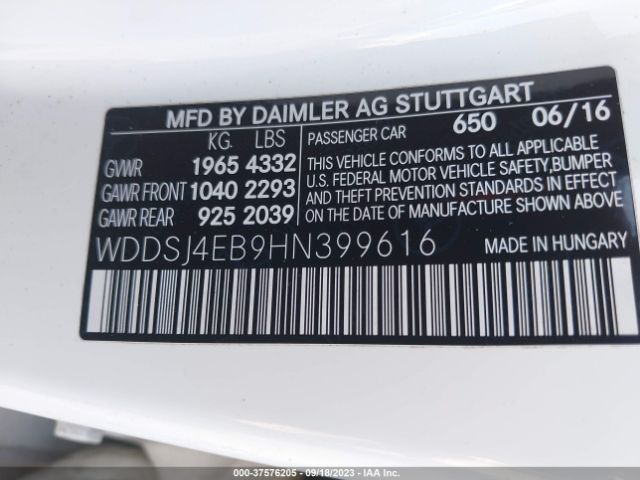 MFD BY DAIMLER AG STUTTGART
KG. LBS
GVWR 1965 4332
GAWR FRONT 1040 2293
GAWR REAR 925 2039
PASSENGER CAR 650 06/16
THIS VEHICLE CONFORMS TO ALL APPLICABLE
U.S. FEDERAL MOTOR VEHICLE SAFETY,BUMPER
AND THEFT PREVENTION STANDARDS IN EFFECT
ON THE DATE OF MANUFACTURE SHOWN ABOVE.
WDDSJ4EB9HN399616 MADE IN HUNGARY
000-37576205 - 09/18/2023 - IAA Inc.